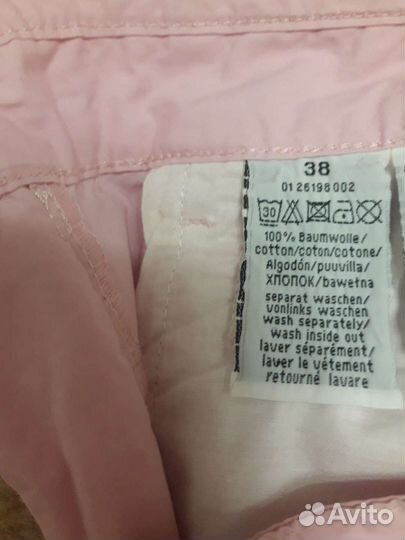 38
01 26198 002
30
100% Baumwolle/
cotton/coton/cotone/
Algodón/puuvilla/
ХЛОПОК/bawełna
separat waschen/
vonlinks waschen
wash separately/
wash inside out
laver séparément/
laver le vêtement
retourné lavare
Avito